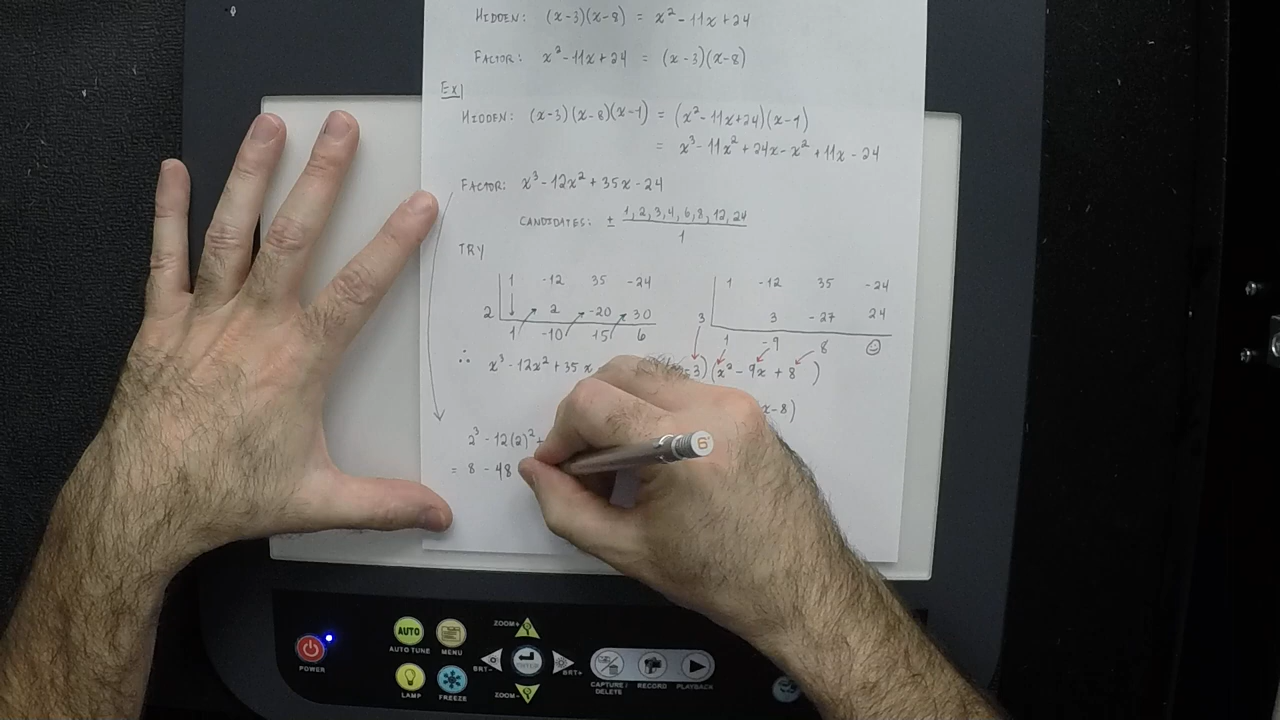 HIDDEN: (x-3)(x-8) = x² - 11x + 24
FACTOR: x² - 11x + 24 = (x-3)(x-8)
Ex
HIDDEN: (x-3)(x-8)(x-1) = (x² - 11x + 24)(x-1)
= x³ - 11x² + 24x - x² + 11x - 24
FACTOR: x³ - 12x² + 35x - 24
CANDIDATES: ± 1, 2, 3, 4, 6, 8, 12, 24
1
TRY
1 -12 35 -24
2 2 -20 30
1 -10 15 6
1 -12 35 -24
3 3 -27 24
1 -9 8 ☺
∴ x³ - 12x² + 35x -3)(x² - 9x + 8)
x-8)
2³ - 12(2)² +
= 8 - 48
6
POWER
AUTO
AUTO TUNE
MENU
LAMP
FREEZE
ZOOM+
BRT-
ENTER
BRT+
ZOOM-
CAPTURE / DELETE
RECORD
PLAYBACK